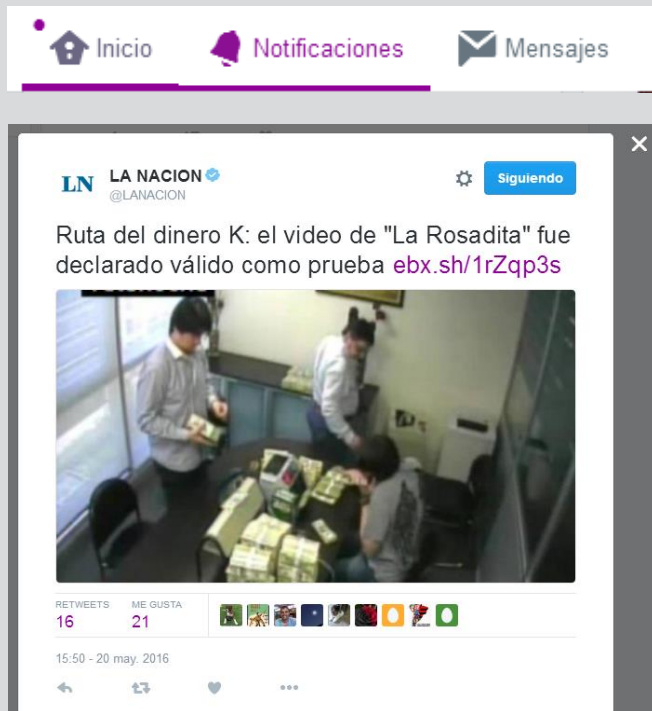 Inicio
Notificaciones
Mensajes
LN
LA NACION
@LANACION
Siguiendo
Ruta del dinero K: el video de "La Rosadita" fue
declarado válido como prueba ebx.sh/1rZqp3s
RETWEETS
ME GUSTA
16
21
15:50 - 20 may. 2016